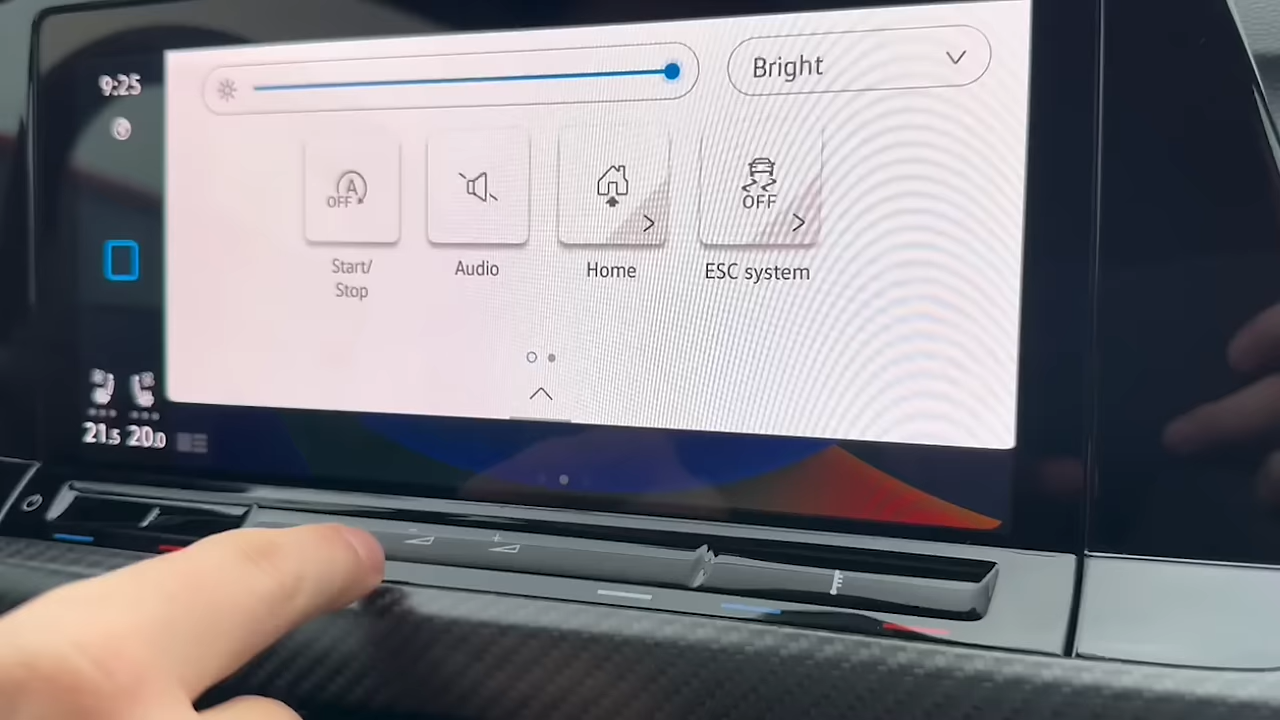 9:25
Bright
A
OFF
OFF
Start/
Stop
Audio
Home
ESC system
21.5 20.0